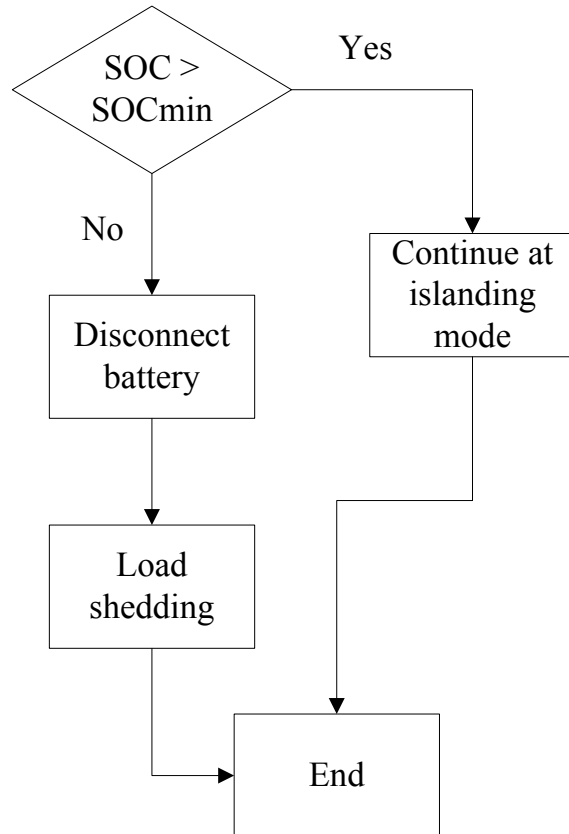 SOC >
SOCmin
Yes
No
Continue at
islanding
mode
Disconnect
battery
Load
shedding
End